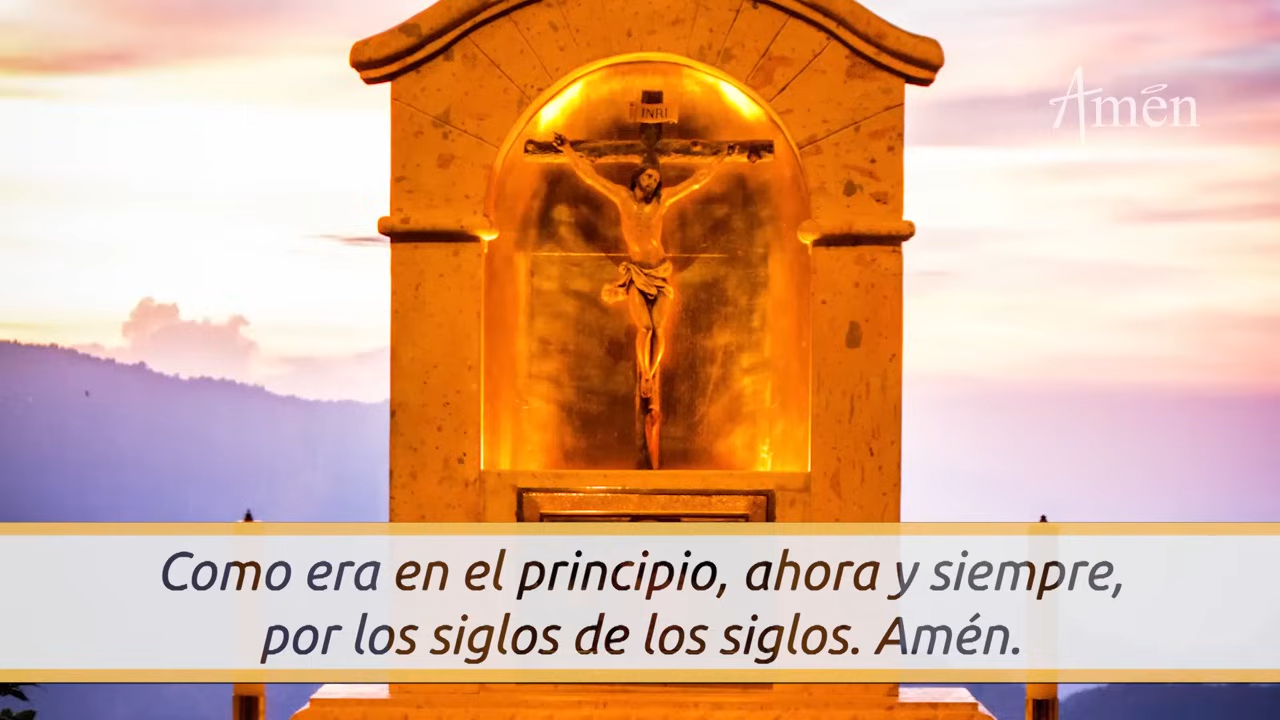 INRI
Amén
Como era en el principio, ahora y siempre,
por los siglos de los siglos. Amén.